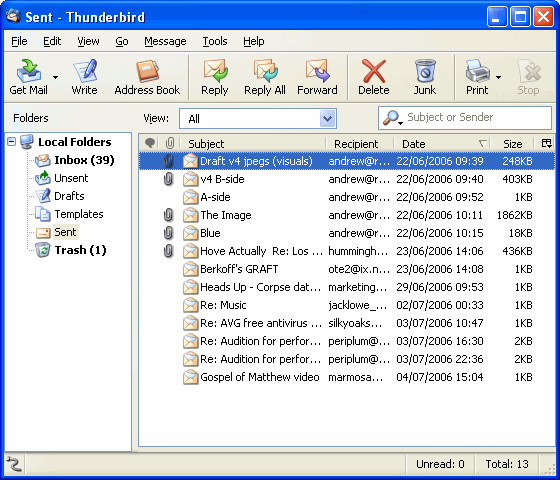 Sent - Thunderbird
File Edit View Go Message Tools Help
Get Mail Write Address Book Reply Reply All Forward Delete Junk Print Stop
Folders View: All Subject or Sender
Local Folders
Inbox (39)
Unsent
Drafts
Templates
Sent
Trash (1)
Subject Recipient Date Size
Draft v4 jpegs (visuals) andrew@r... 22/06/2006 09:39 248KB
v4 B-side andrew@r... 22/06/2006 09:40 403KB
A-side andrew@r... 22/06/2006 09:52 1KB
The Image andrew@r... 22/06/2006 10:11 1862KB
Blue andrew@r... 22/06/2006 10:15 18KB
Hove Actually Re: Los ... hummingh... 23/06/2006 14:06 436KB
Berkoff's GRAFT ote2@ix.n... 23/06/2006 14:08 1KB
Heads Up - Corpse dat... marketing... 29/06/2006 09:53 1KB
Re: Music jacklowe_... 02/07/2006 00:33 1KB
Re: AVG free antivirus ... silkyoaks... 03/07/2006 10:47 1KB
Re: Audition for perfor... periplum@... 03/07/2006 16:30 2KB
Re: Audition for perfor... periplum@... 03/07/2006 22:36 2KB
Gospel of Matthew video marmosa... 04/07/2006 15:04 1KB
Unread: 0 Total: 13